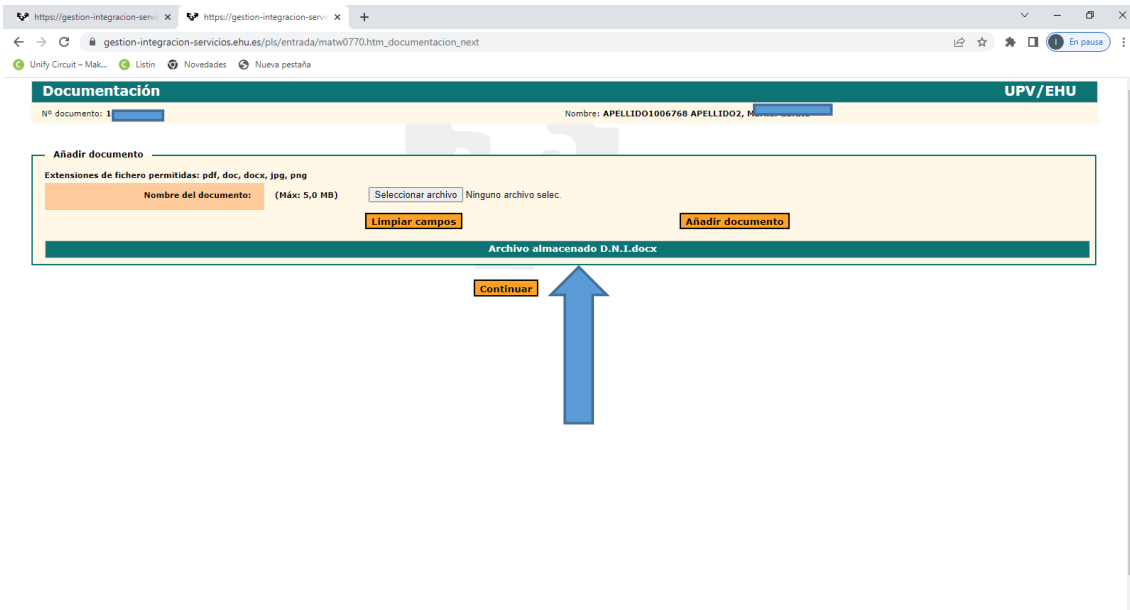 https://gestion-integracion-servic
https://gestion-integracion-servic
gestion-integracion-servicios.ehu.es/pls/entrada/matw0770.htm_documentacion_next
I
En pausa
Unify Circuit – Mak...
Listin
Novedades
Nueva pestaña
Documentación
UPV/EHU
Nº documento: 1
Nombre: APELLIDO1006768 APELLIDO2,
Añadir documento
Extensiones de fichero permitidas: pdf, doc, docx, jpg, png
Nombre del documento:
(Máx: 5,0 MB)
Seleccionar archivo
Ninguno archivo selec.
Limpiar campos
Añadir documento
Archivo almacenado D.N.I.docx
Continuar